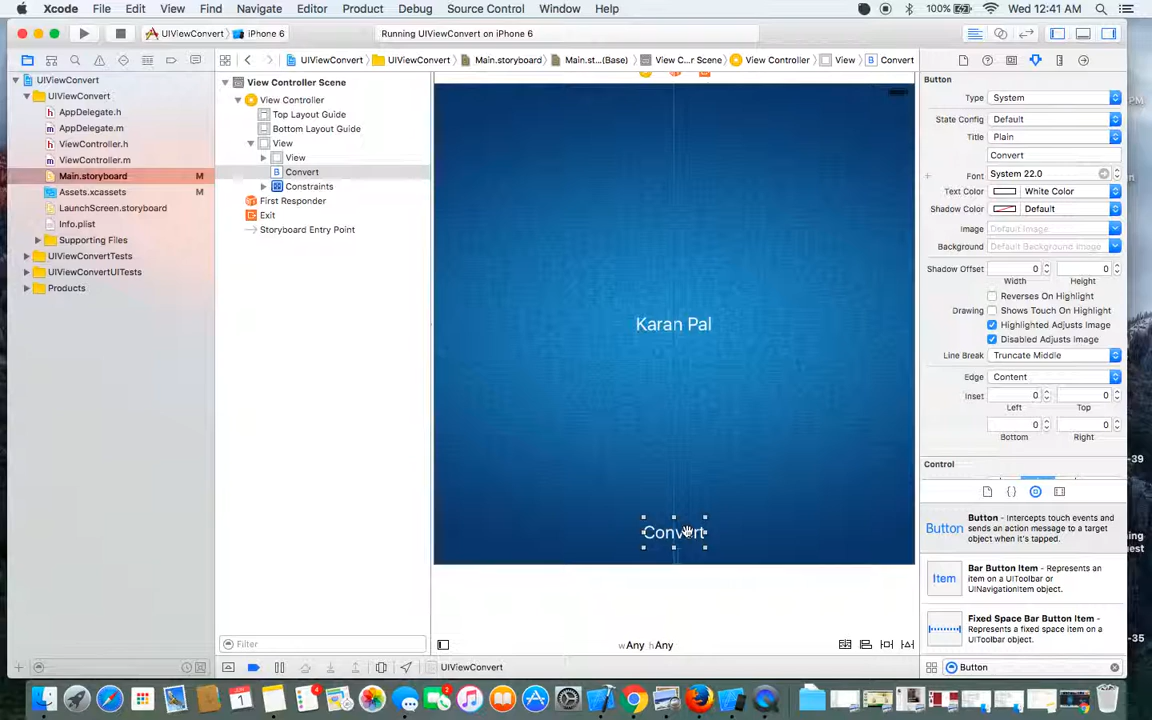 Xcode File Edit View Find Navigate Editor Product Debug Source Control Window Help 100% Wed 12:41 AM
UIViewConvert iPhone 6 Running UIViewConvert on iPhone 6
UIViewConvert UIViewConvert Main.storyboard Main.st...(Base) View C...r Scene View Controller View B Convert
UIViewConvert
UIViewConvert
h AppDelegate.h
m AppDelegate.m
h ViewController.h
m ViewController.m
Main.storyboard M
Assets.xcassets M
LaunchScreen.storyboard
Info.plist
Supporting Files
UIViewConvertTests
UIViewConvertUITests
Products
View Controller Scene
View Controller
Top Layout Guide
Bottom Layout Guide
View
View
B Convert
Constraints
First Responder
Exit
Storyboard Entry Point
Filter
Karan Pal
Convert
wAny hAny
UIViewConvert
Button
Type System
State Config Default
Title Plain
Convert
Font System 22.0
Text Color White Color
Shadow Color Default
Image Default Image
Background Default Background Image
Shadow Offset 0 0
Width Height
Reverses On Highlight
Drawing Shows Touch On Highlight
Highlighted Adjusts Image
Disabled Adjusts Image
Line Break Truncate Middle
Edge Content
Inset 0 0
Left Top
0 0
Bottom Right
Control
Button
Button - Intercepts touch events and
sends an action message to a target
object when it's tapped.
Item
Bar Button Item - Represents an
item on a UIToolbar or
UINavigationItem object.
Fixed Space Bar Button Item -
Represents a fixed space item on a
UIToolbar object.
Button
-39
-35